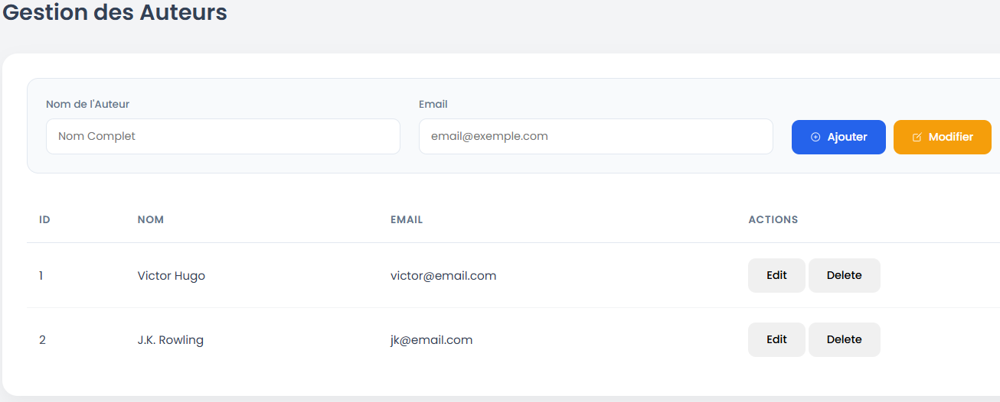 Gestion des Auteurs
Nom de l'Auteur Email
Nom Complet email@exemple.com Ajouter Modifier
ID NOM EMAIL ACTIONS
1 Victor Hugo victor@email.com Edit Delete
2 J.K. Rowling jk@email.com Edit Delete